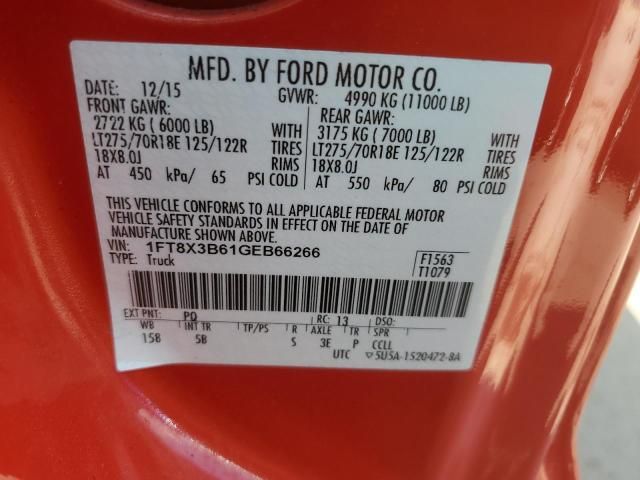 MFD. BY FORD MOTOR CO.
DATE: 12/15 GVWR: 4990 KG (11000 LB)
FRONT GAWR: REAR GAWR:
2722 KG ( 6000 LB) WITH 3175 KG ( 7000 LB) WITH
LT275/70R18E 125/122R TIRES LT275/70R18E 125/122R TIRES
18X8.0J RIMS 18X8.0J RIMS
AT 450 kPa/ 65 PSI COLD AT 550 kPa/ 80 PSI COLD
THIS VEHICLE CONFORMS TO ALL APPLICABLE FEDERAL MOTOR
VEHICLE SAFETY STANDARDS IN EFFECT ON THE DATE OF
MANUFACTURE SHOWN ABOVE.
VIN: 1FT8X3B61GEB66266 F1563
TYPE: Truck T1079
EXT PNT: PQ RC: 13 DSO:
WB INT TR TP/PS R AXLE TR SPR
158 5B S 3E P CCLL
UTC ▽5U5A-1520472-8A